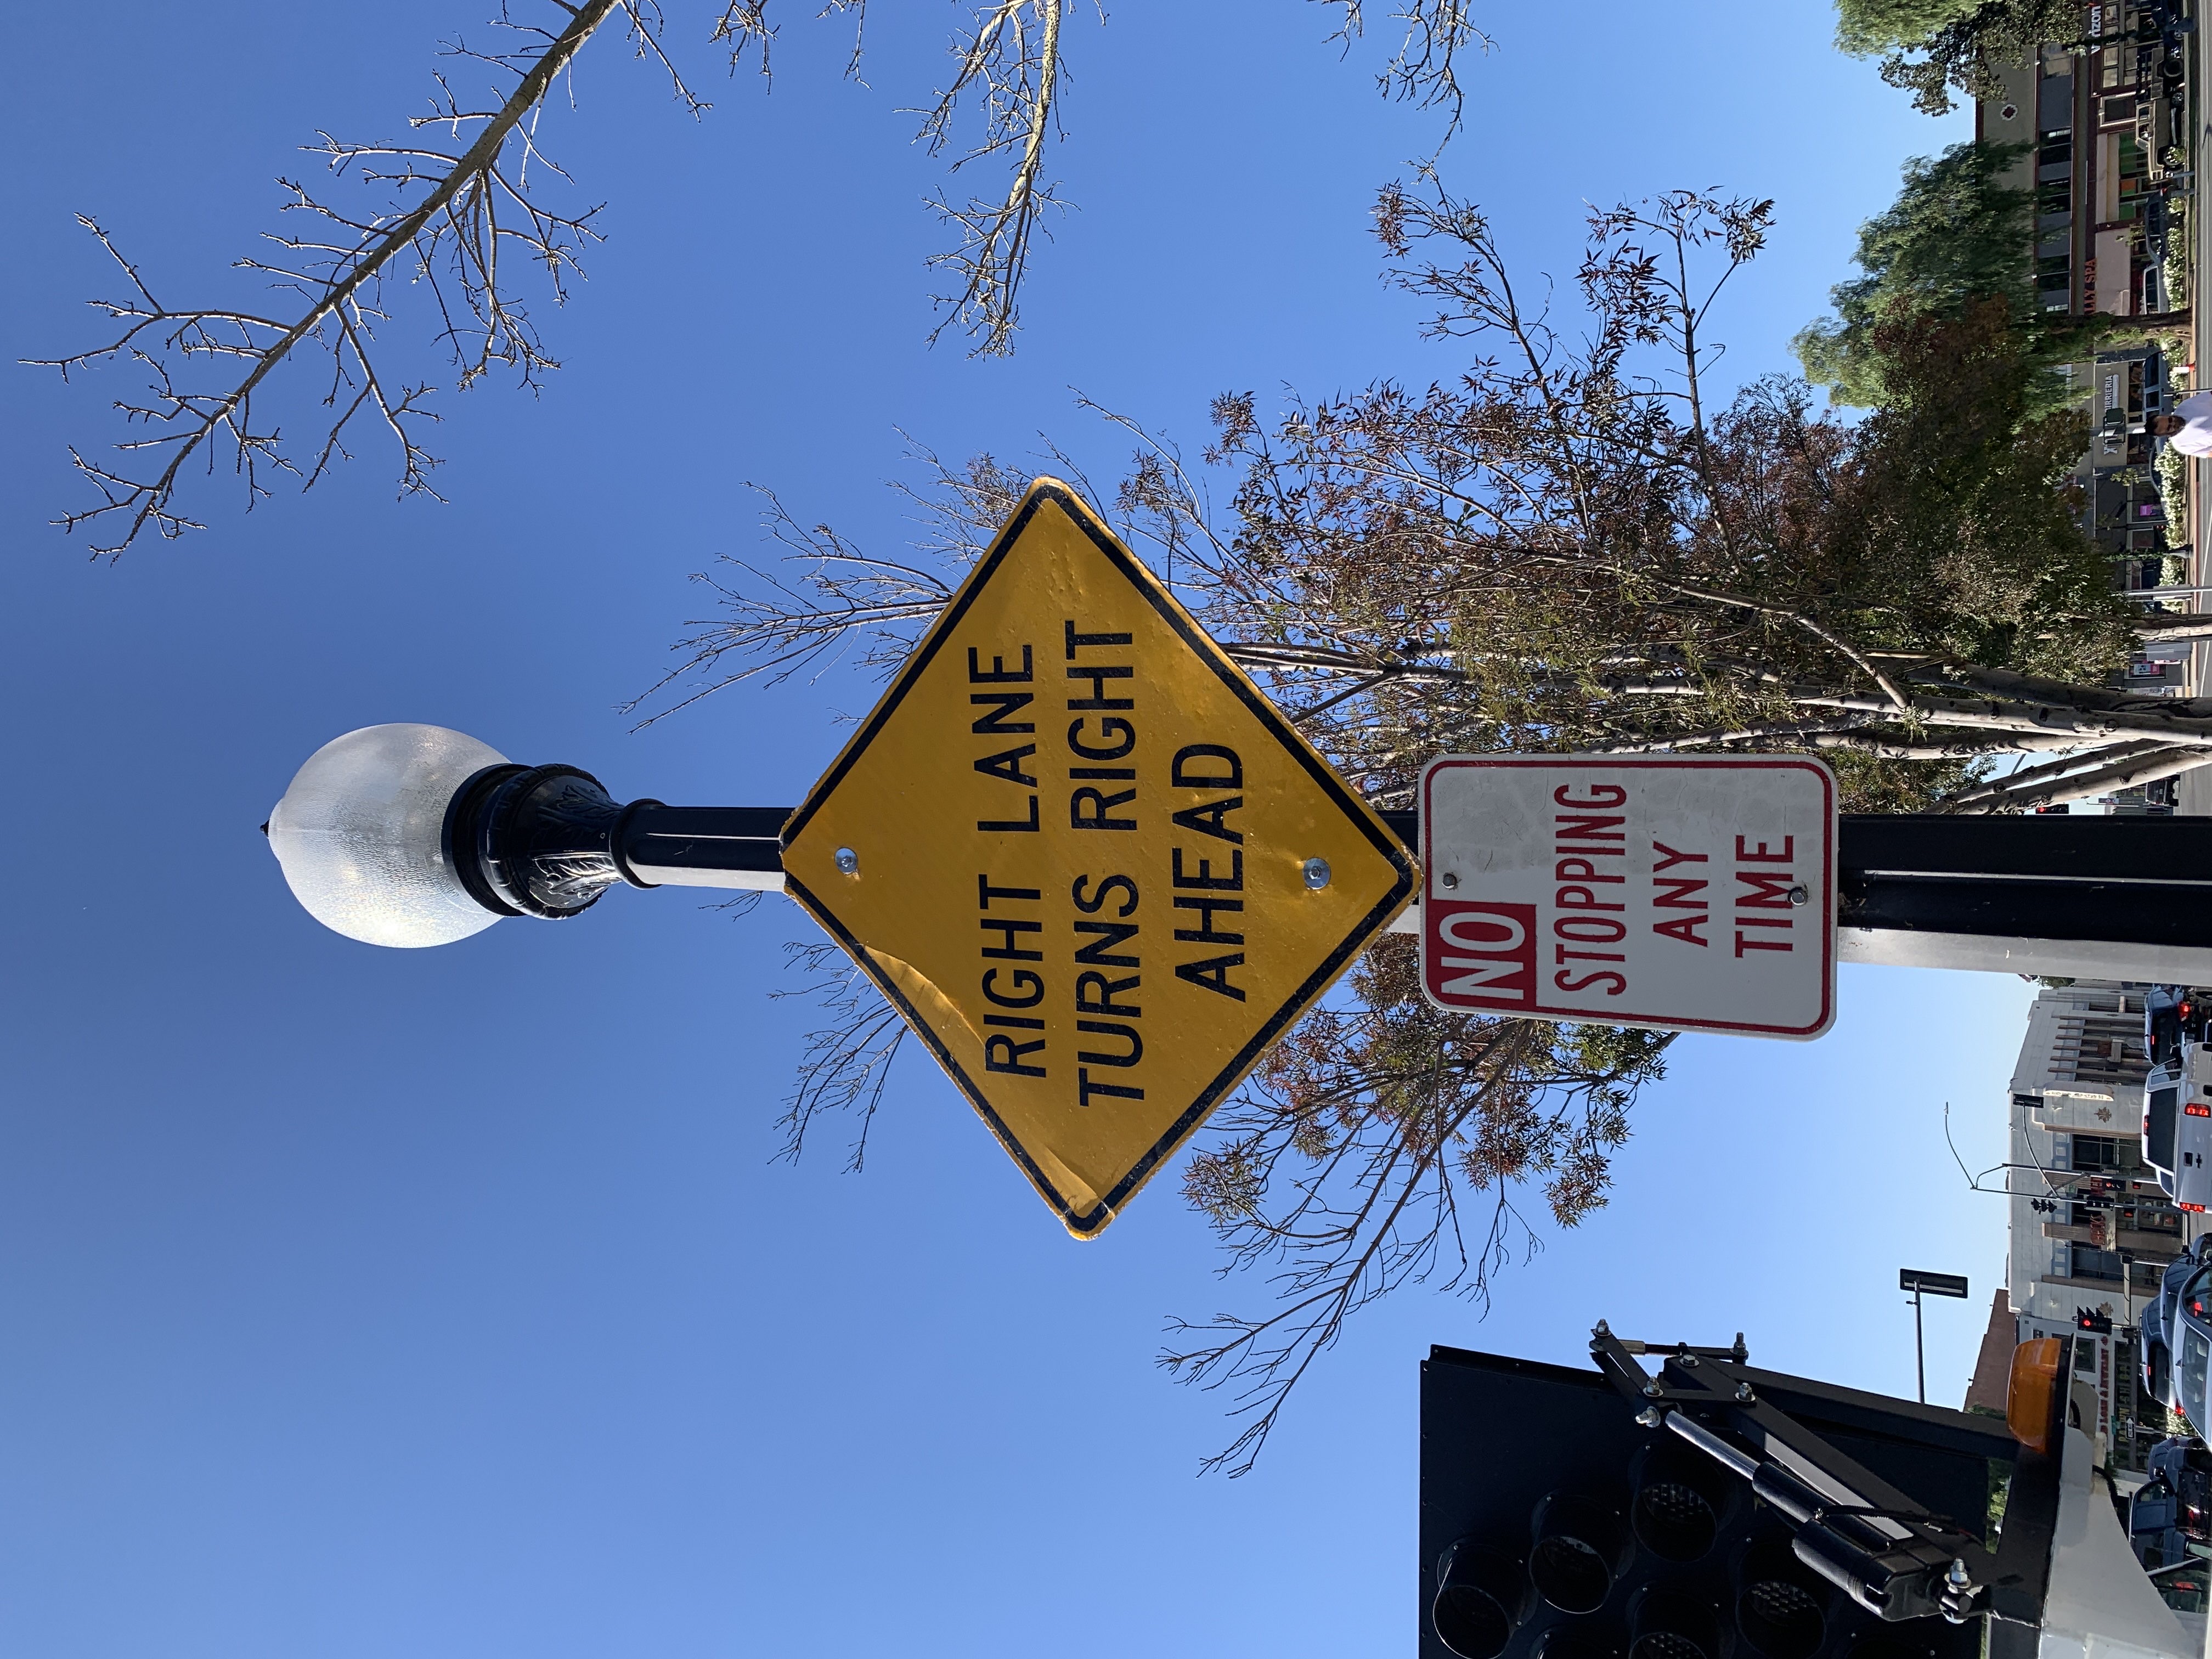 RIGHT LANE
TURNS RIGHT
AHEAD
NO
STOPPING
ANY
TIME